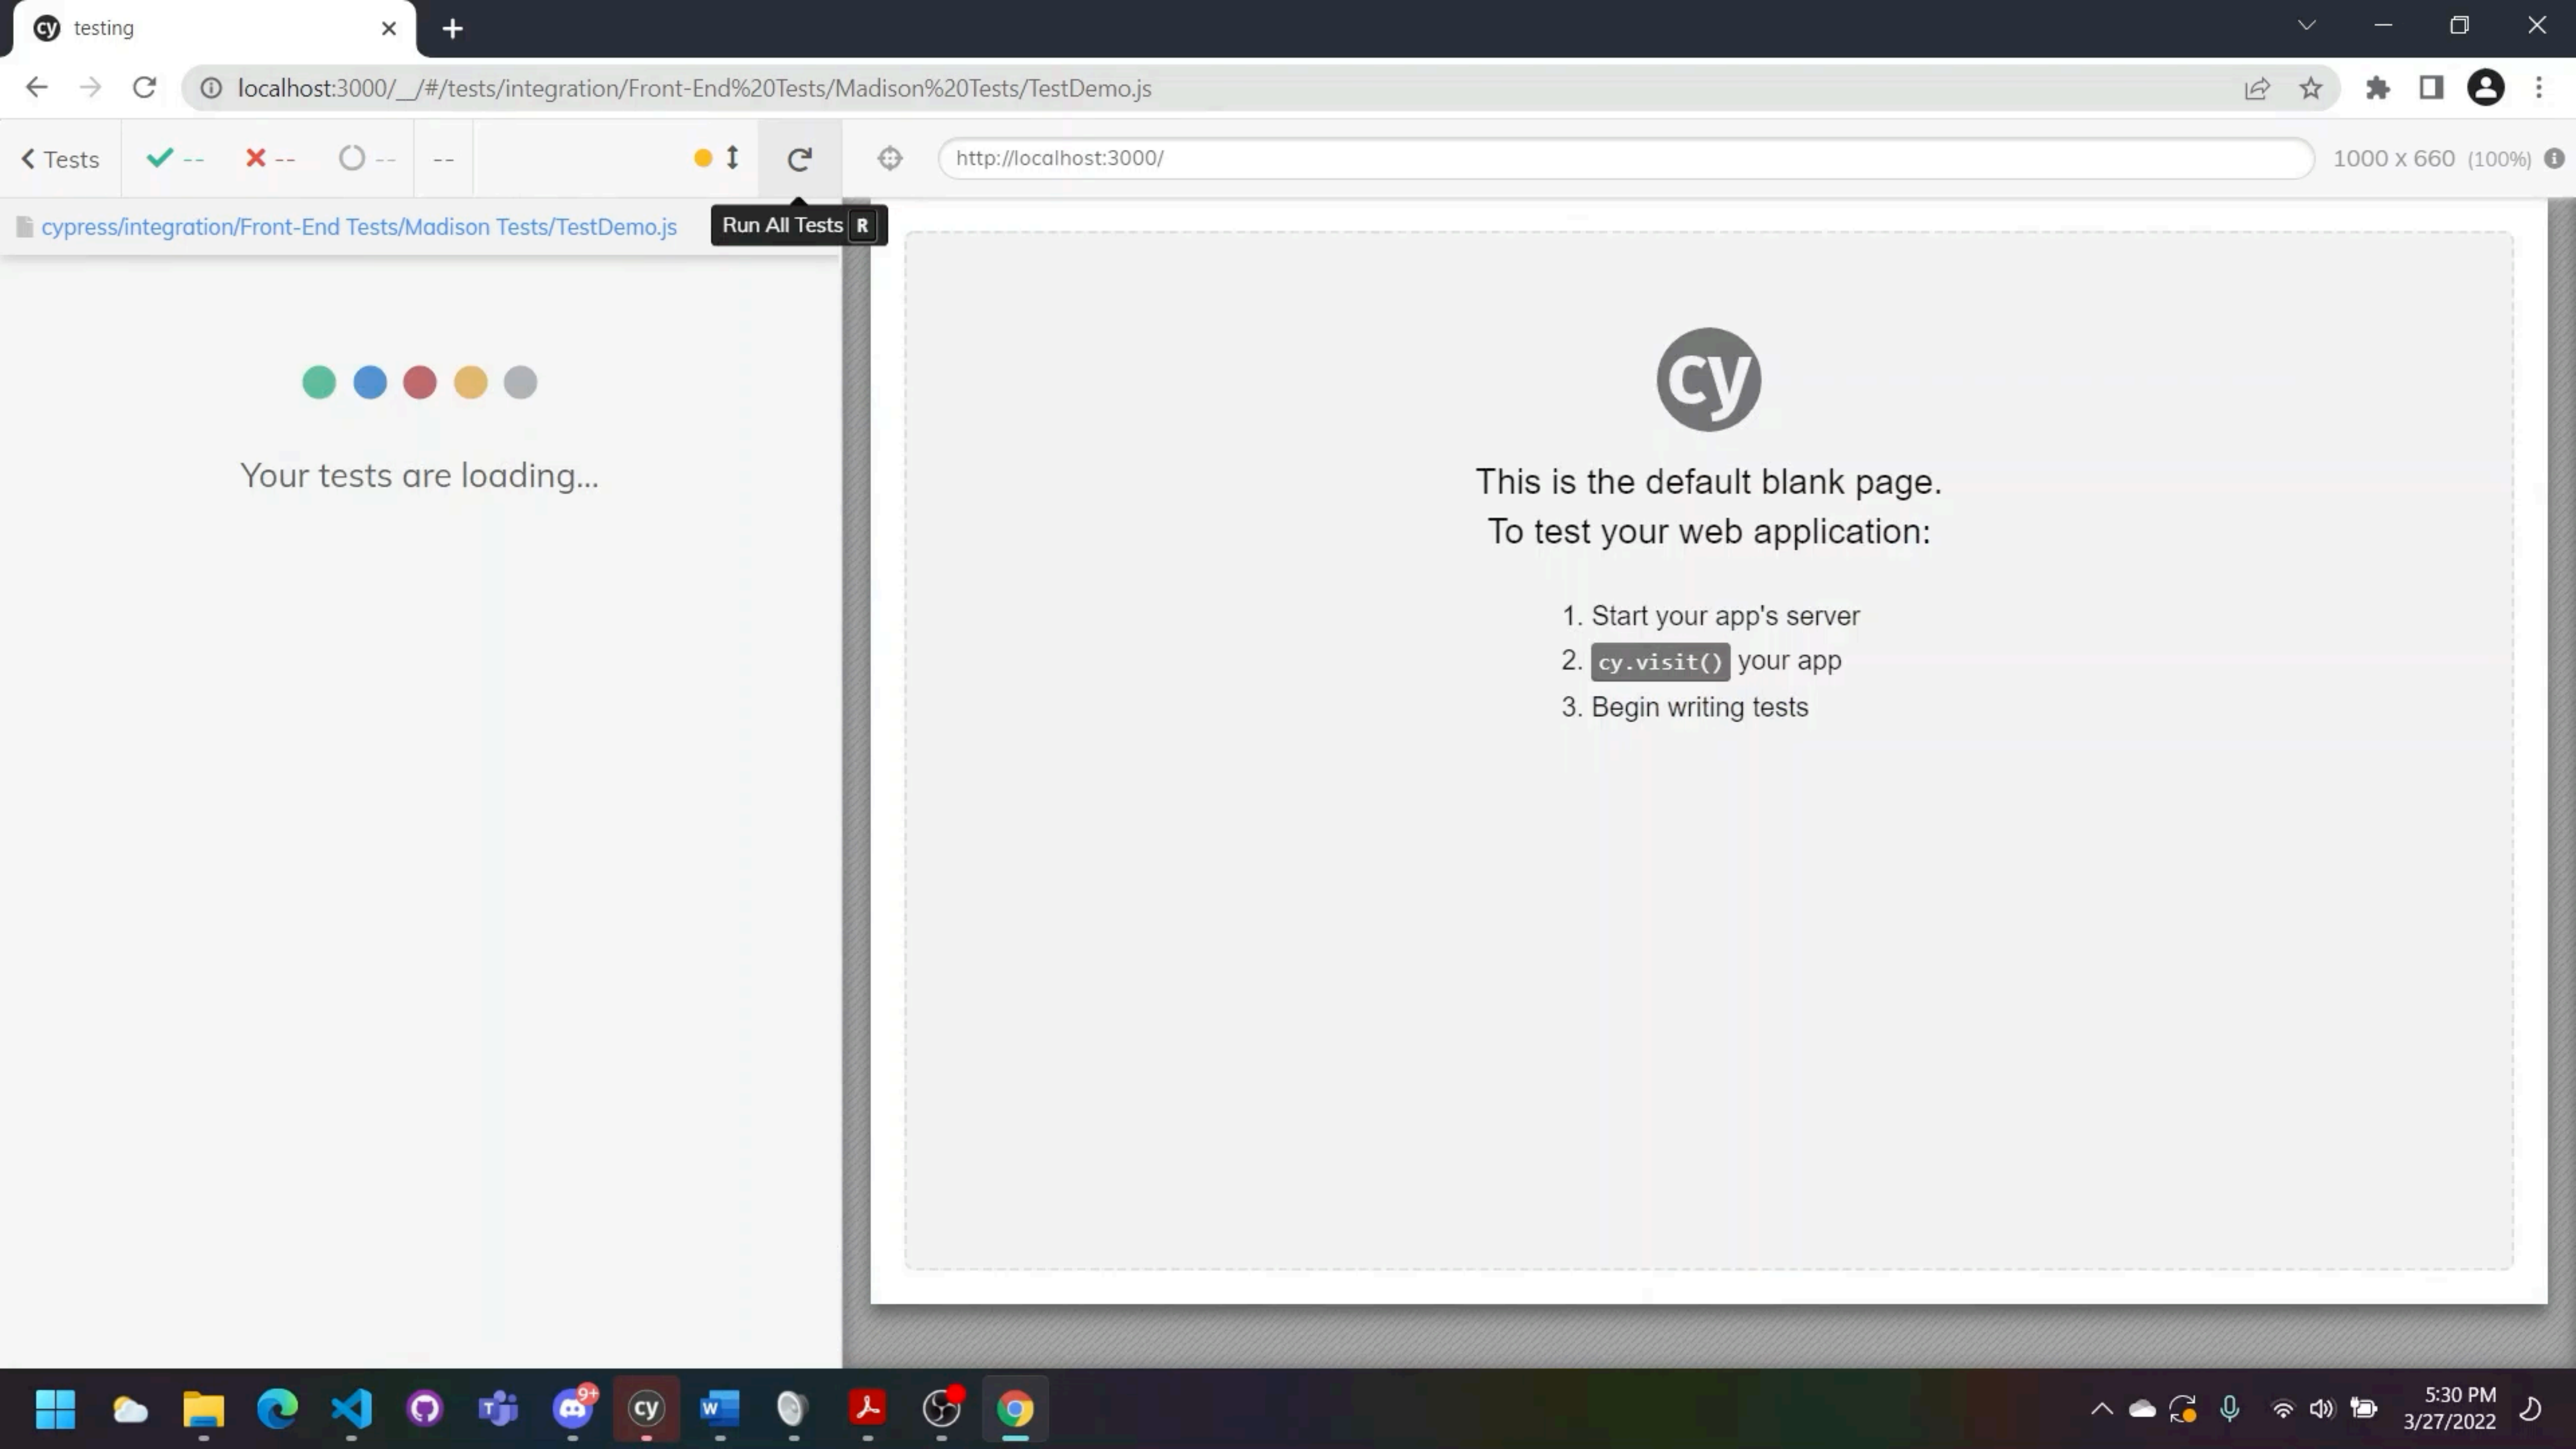 cy testing
localhost:3000/__/#/tests/integration/Front-End%20Tests/Madison%20Tests/TestDemo.js
Tests -- -- -- --
http://localhost:3000/
1000 x 660 (100%)
cypress/integration/Front-End Tests/Madison Tests/TestDemo.js
Run All Tests R
Your tests are loading...
cy
This is the default blank page.
To test your web application:
1. Start your app's server
2. cy.visit() your app
3. Begin writing tests
9+
cy
5:30 PM
3/27/2022